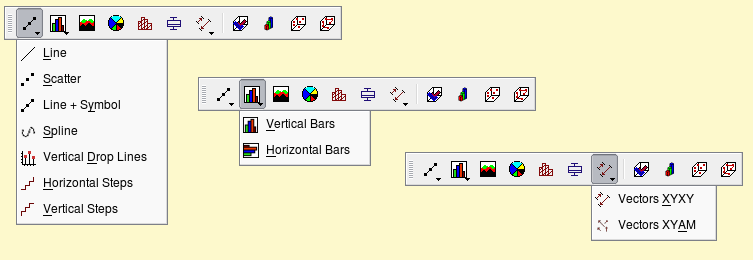 Line
Scatter
Line + Symbol
Spline
Vertical Drop Lines
Horizontal Steps
Vertical Steps
Vertical Bars
Horizontal Bars
Vectors XYXY
Vectors XYAM